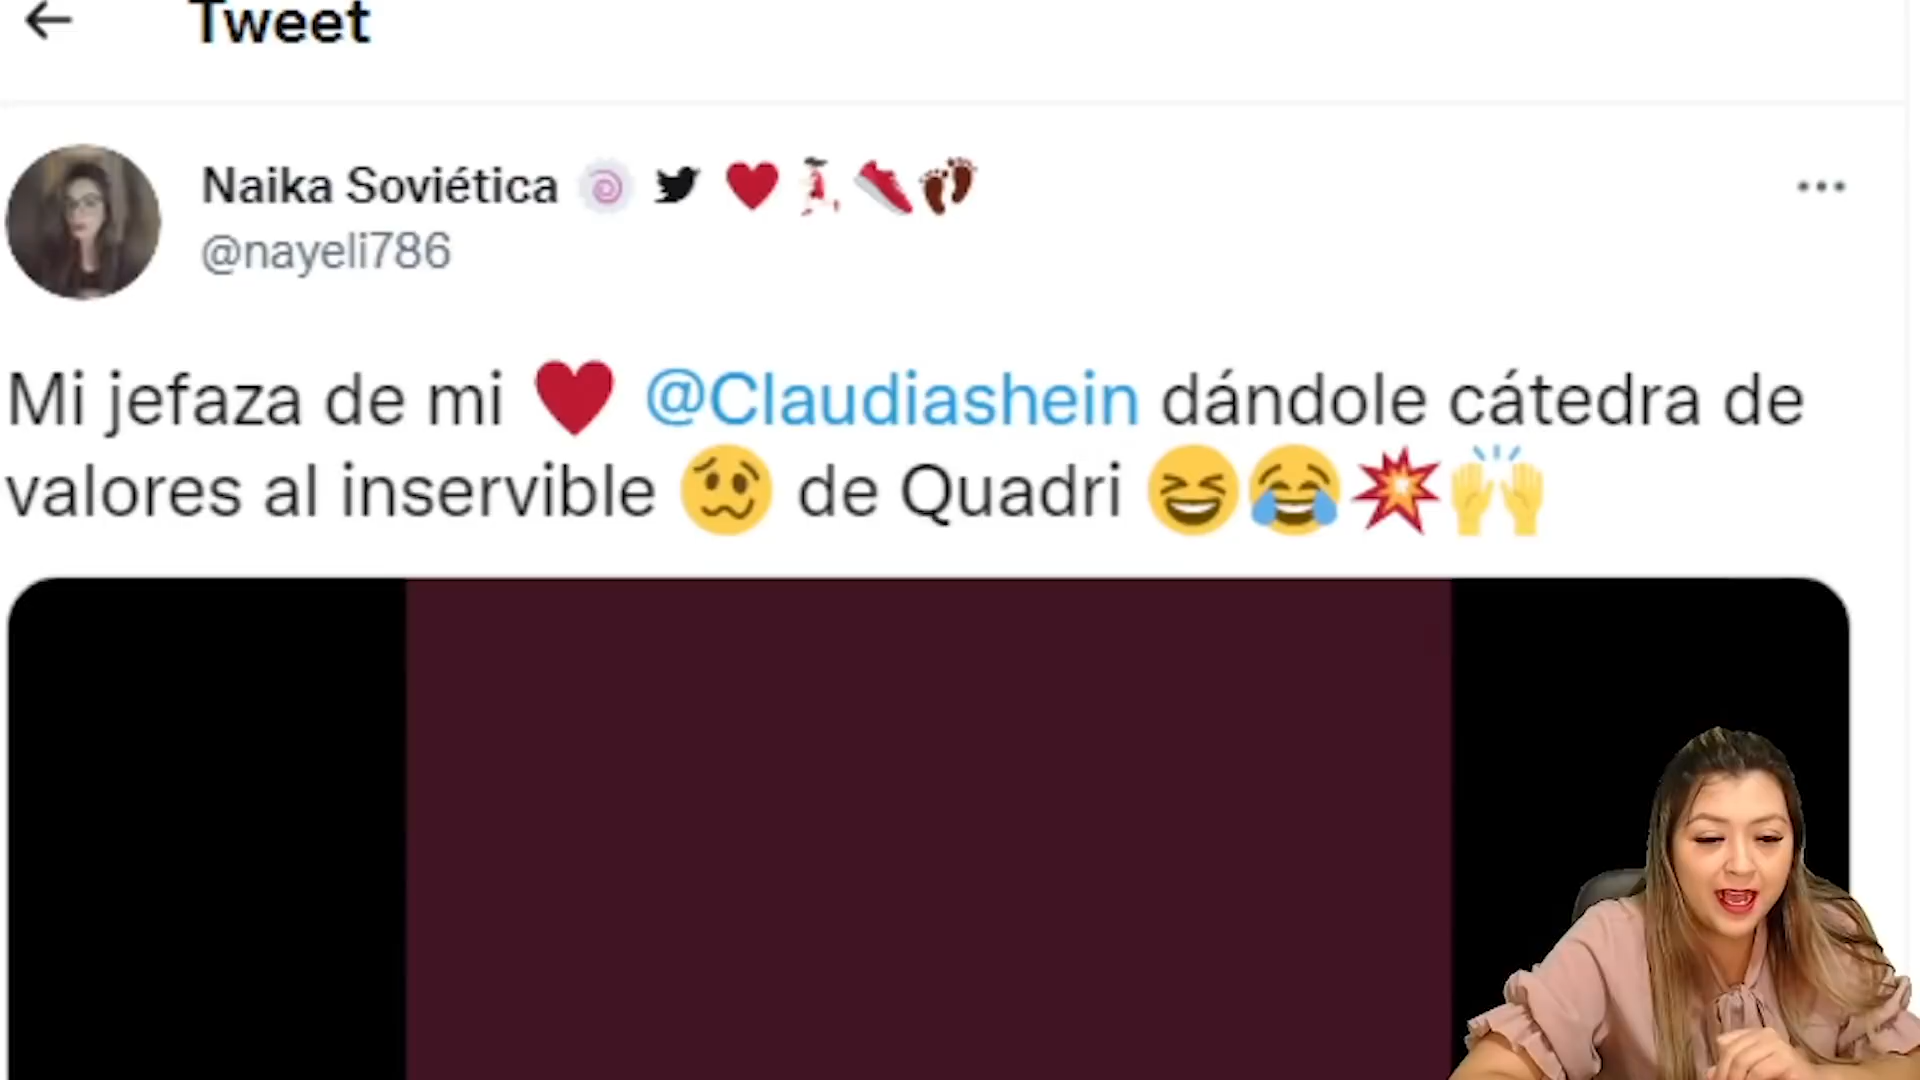 Tweet
Naika Soviética
@nayeli786
Mi jefaza de mi @Claudiashein dándole cátedra de
valores al inservible de Quadri